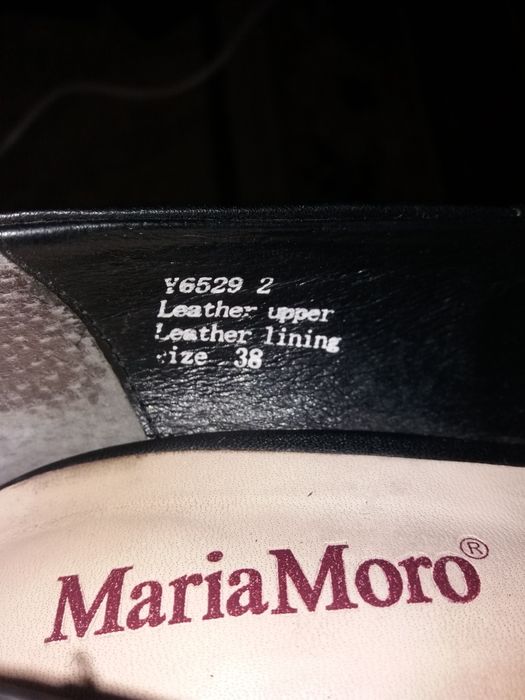 Y6529 2
Leather upper
Leather lining
size 38
MariaMoro®